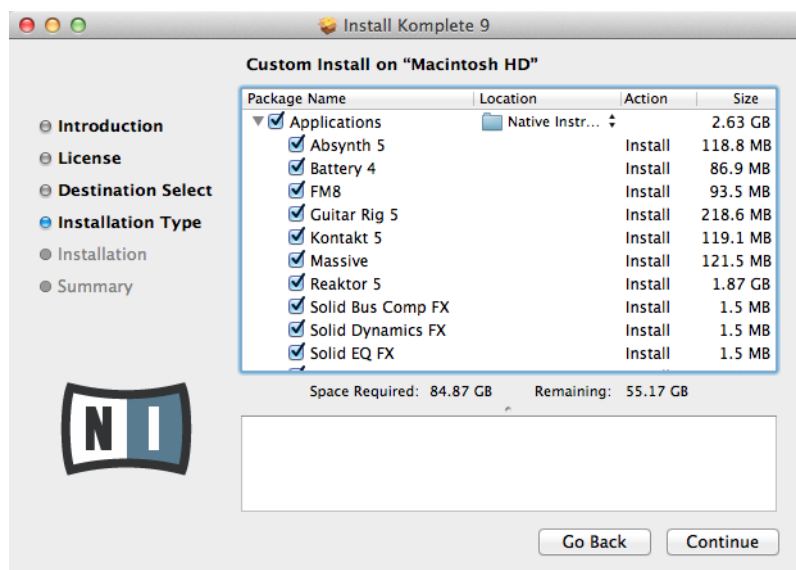 Install Komplete 9
Custom Install on “Macintosh HD”
Introduction
License
Destination Select
Installation Type
Installation
Summary
Package Name Location Action Size
Applications Native Instr... 2.63 GB
Absynth 5 Install 118.8 MB
Battery 4 Install 86.9 MB
FM8 Install 93.5 MB
Guitar Rig 5 Install 218.6 MB
Kontakt 5 Install 119.1 MB
Massive Install 121.5 MB
Reaktor 5 Install 1.87 GB
Solid Bus Comp FX Install 1.5 MB
Solid Dynamics FX Install 1.5 MB
Solid EQ FX Install 1.5 MB
Space Required: 84.87 GB Remaining: 55.17 GB
NI
Go Back Continue